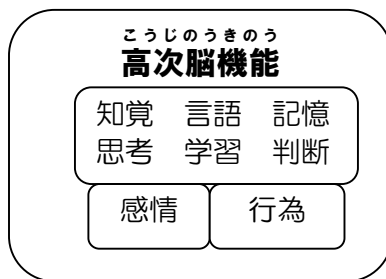 こうじのうきのう
高次脳機能
知覚 言語 記憶
思考 学習 判断
感情 行為